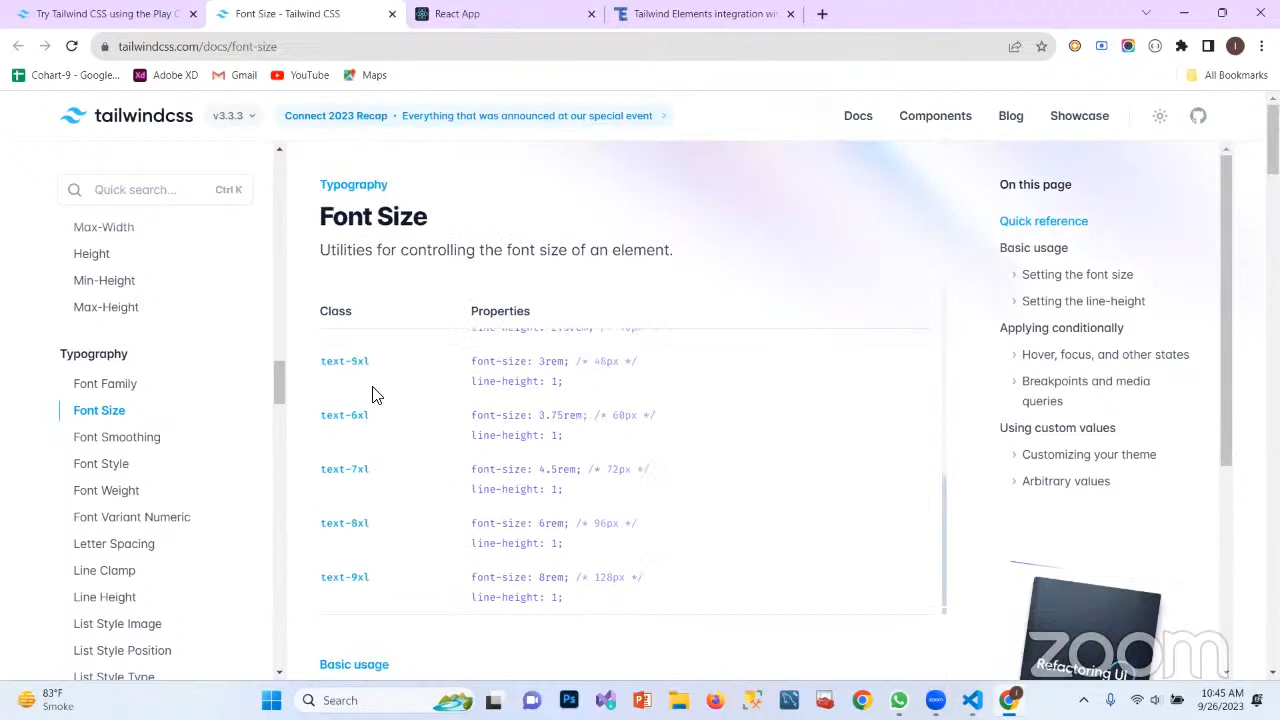 Try Tailwind CSS using the Play C
Font Size - Tailwind CSS
React App
Tailwind Elements integration wi
tailwindcss.com/docs/font-size
Cohart-9 - Google...
Adobe XD
Gmail
YouTube
Maps
All Bookmarks
tailwindcss
v3.3.3
Connect 2023 Recap · Everything that was announced at our special event
Docs
Components
Blog
Showcase
Quick search...
Ctrl K
Max-Width
Height
Min-Height
Max-Height
Typography
Font Family
Font Size
Font Smoothing
Font Style
Font Weight
Font Variant Numeric
Letter Spacing
Line Clamp
Line Height
List Style Image
List Style Position
List Style Type
Typography
Font Size
Utilities for controlling the font size of an element.
Class Properties
text-5xl font-size: 3rem; /* 48px */
line-height: 1;
text-6xl font-size: 3.75rem; /* 60px */
line-height: 1;
text-7xl font-size: 4.5rem; /* 72px */
line-height: 1;
text-8xl font-size: 6rem; /* 96px */
line-height: 1;
text-9xl font-size: 8rem; /* 128px */
line-height: 1;
Basic usage
On this page
Quick reference
Basic usage
Setting the font size
Setting the line-height
Applying conditionally
Hover, focus, and other states
Breakpoints and media
queries
Using custom values
Customizing your theme
Arbitrary values
Refactoring UI
zoom
83°F
Smoke
Search
10:45 AM
9/26/2023